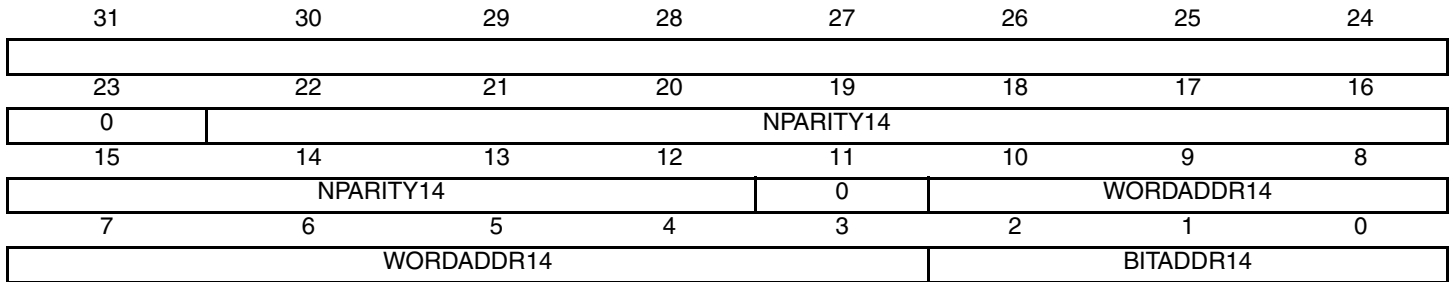 31 30 29 28 27 26 25 24
23 22 21 20 19 18 17 16
0 NPARITY14
15 14 13 12 11 10 9 8
NPARITY14 0 WORDADDR14
7 6 5 4 3 2 1 0
WORDADDR14 BITADDR14